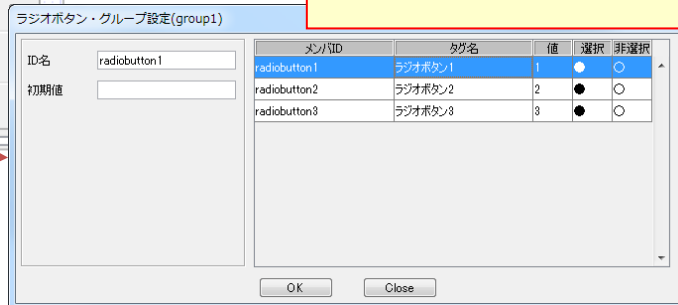 ラジオボタン・グループ設定(group1)
ID名 radiobutton1
初期値
メンバID タグ名 値 選択 非選択
radiobutton1 ラジオボタン1 1 ● ○
radiobutton2 ラジオボタン2 2 ● ○
radiobutton3 ラジオボタン3 3 ● ○
OK Close